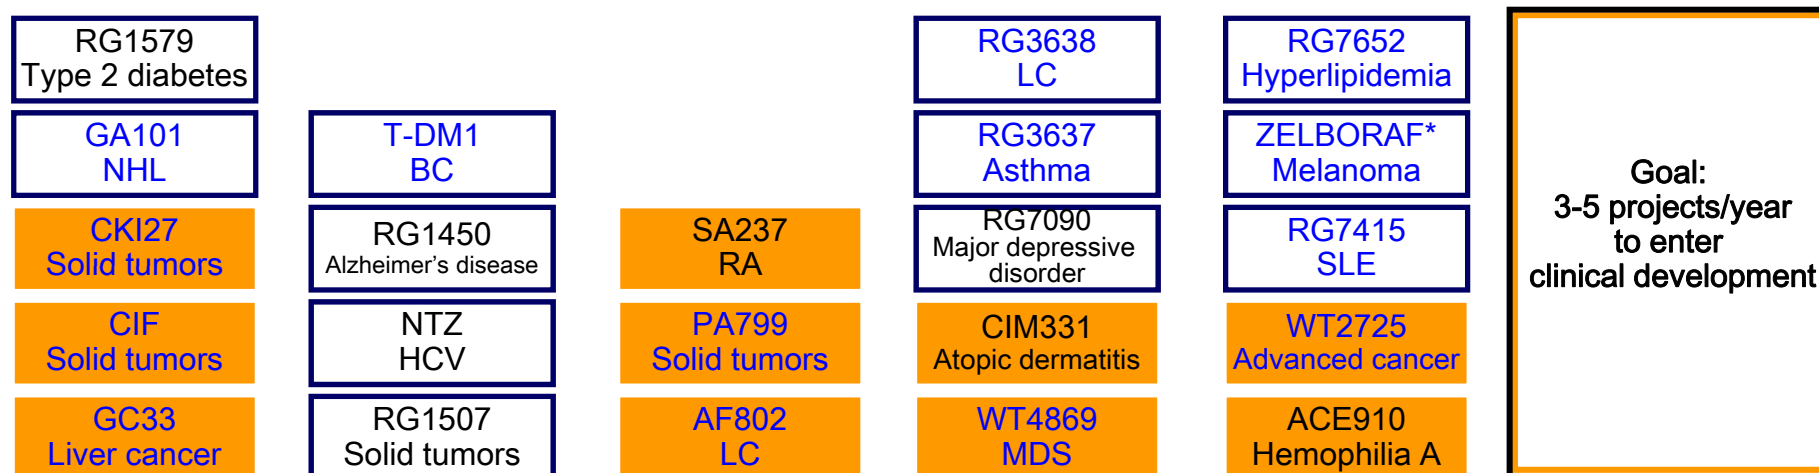 RG1579
Type 2 diabetes
GA101
NHL
CKI27
Solid tumors
CIF
Solid tumors
GC33
Liver cancer
T-DM1
BC
RG1450
Alzheimer's disease
NTZ
HCV
RG1507
Solid tumors
SA237
RA
PA799
Solid tumors
AF802
LC
RG3638
LC
RG3637
Asthma
RG7090
Major depressive
disorder
CIM331
Atopic dermatitis
WT4869
MDS
RG7652
Hyperlipidemia
ZELBORAF*
Melanoma
RG7415
SLE
WT2725
Advanced cancer
ACE910
Hemophilia A
Goal:
3-5 projects/year
to enter
clinical development